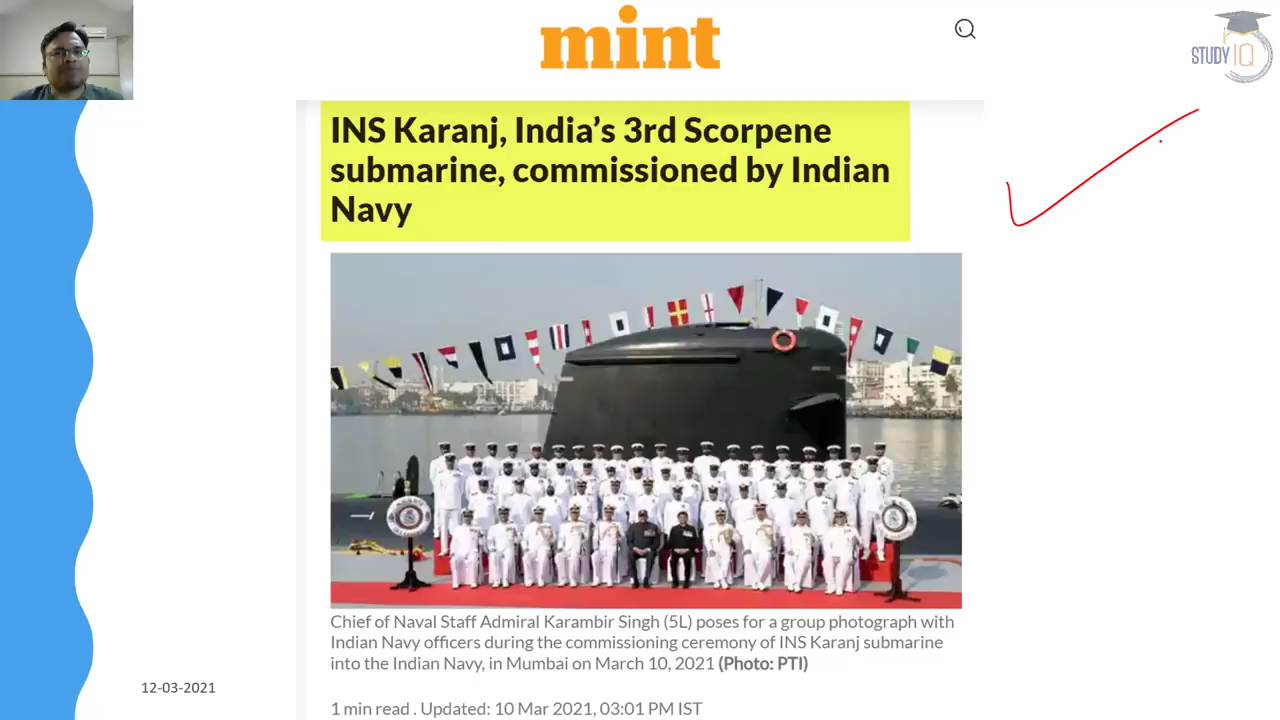 mint
STUDY IQ
INS Karanj, India's 3rd Scorpene
submarine, commissioned by Indian
Navy
Chief of Naval Staff Admiral Karambir Singh (5L) poses for a group photograph with
Indian Navy officers during the commissioning ceremony of INS Karanj submarine
into the Indian Navy, in Mumbai on March 10, 2021 (Photo: PTI)
12-03-2021
1 min read . Updated: 10 Mar 2021, 03:01 PM IST